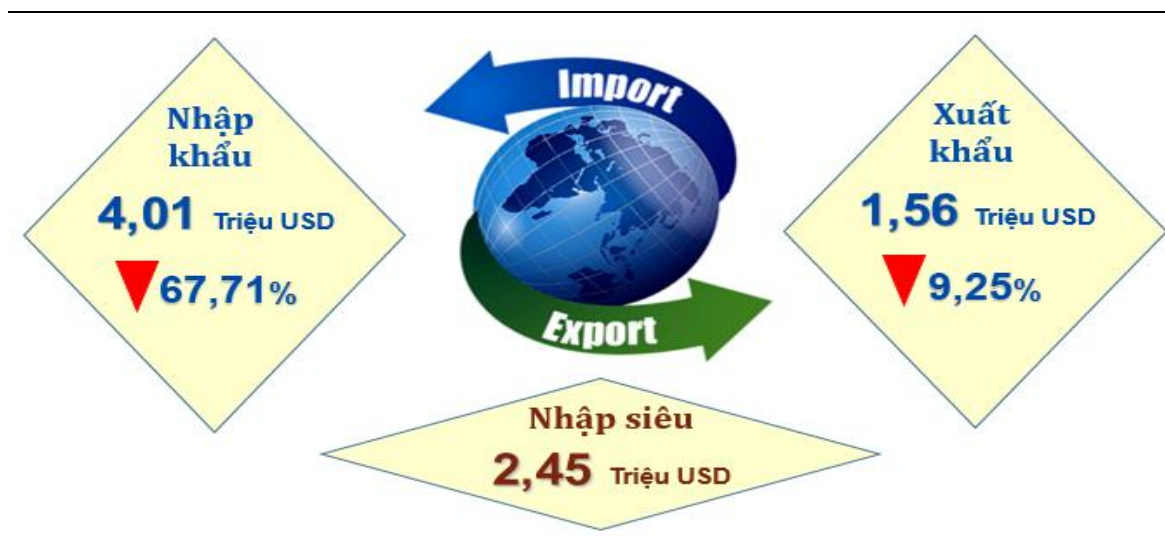 Nhập
khẩu
4,01 Triệu USD
67,71%
Import
Export
Xuất
khẩu
1,56 Triệu USD
9,25%
Nhập siêu
2,45 Triệu USD